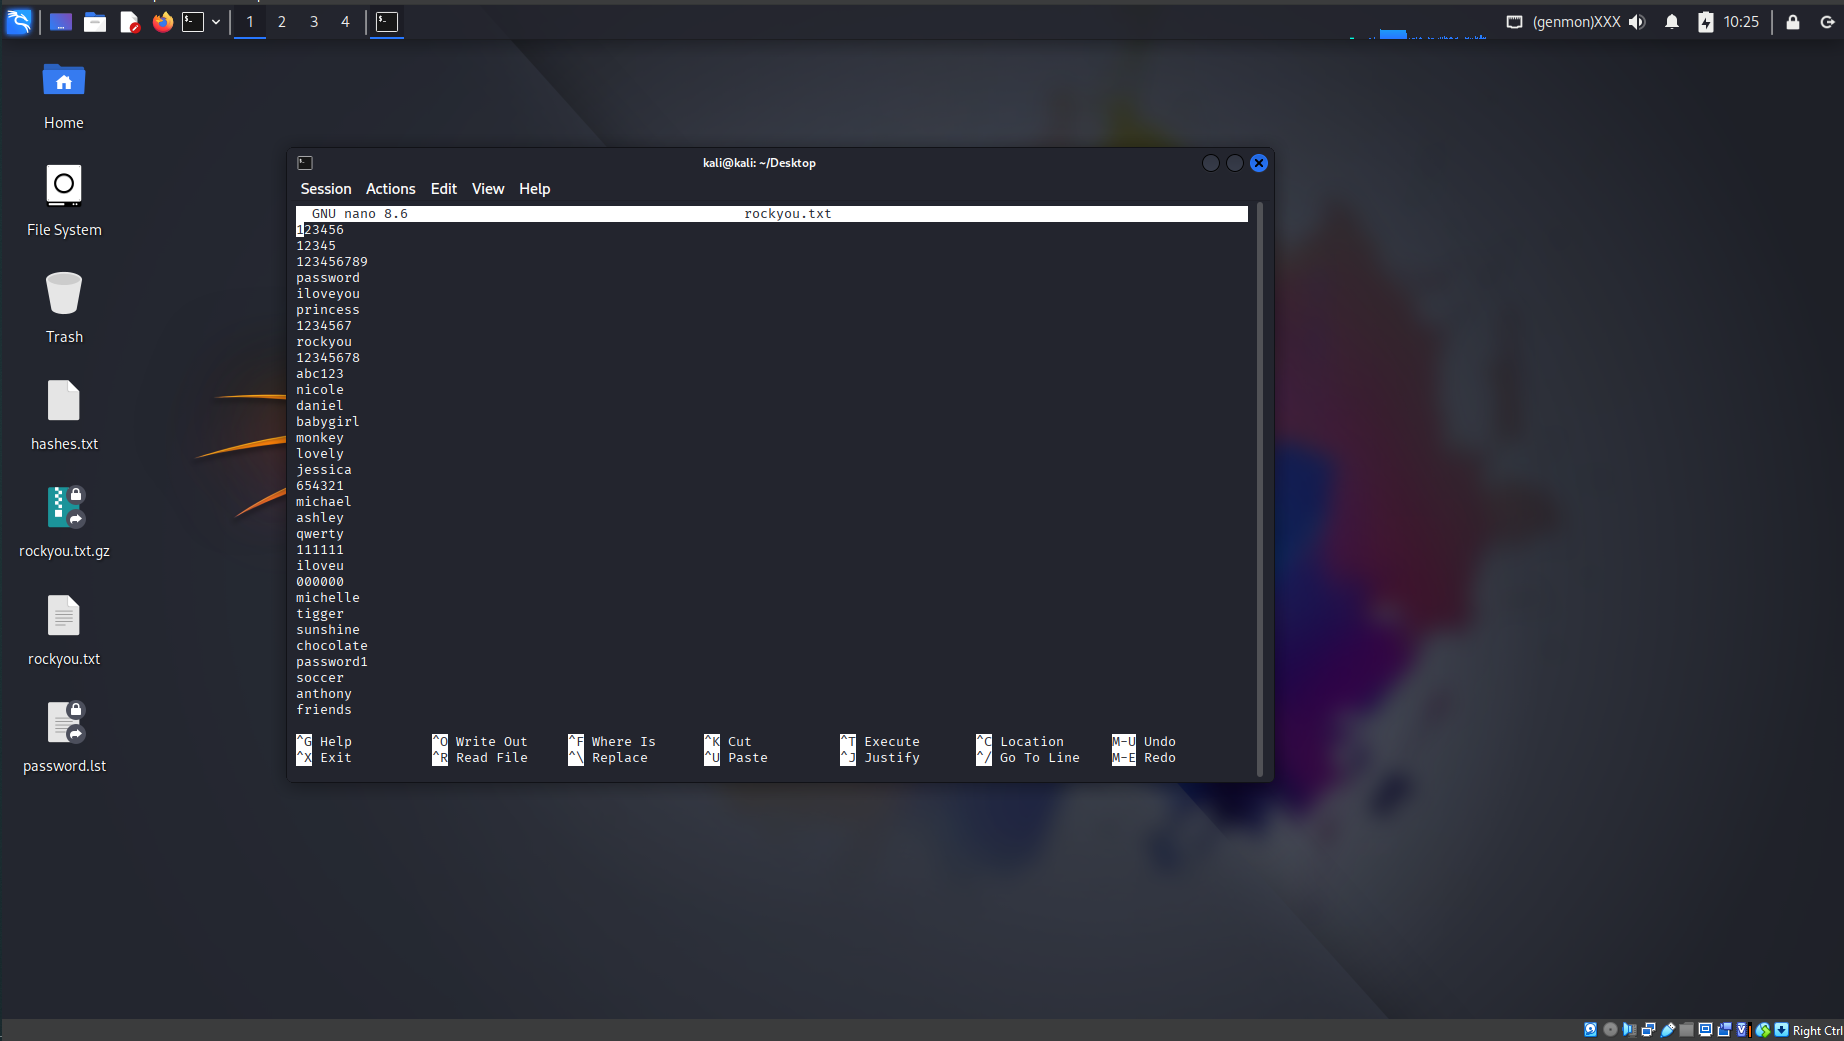 1 2 3 4
(genmon)XXX 10:25
Home
File System
Trash
hashes.txt
rockyou.txt.gz
rockyou.txt
password.lst
kali@kali: ~/Desktop
Session Actions Edit View Help
GNU nano 8.6 rockyou.txt
123456
12345
123456789
password
iloveyou
princess
1234567
rockyou
12345678
abc123
nicole
daniel
babygirl
monkey
lovely
jessica
654321
michael
ashley
qwerty
111111
iloveu
000000
michelle
tigger
sunshine
chocolate
password1
soccer
anthony
friends
^G Help ^O Write Out ^F Where Is ^K Cut ^T Execute ^C Location M-U Undo
^X Exit ^R Read File ^\ Replace ^U Paste ^J Justify ^/ Go To Line M-E Redo
Right Ctrl